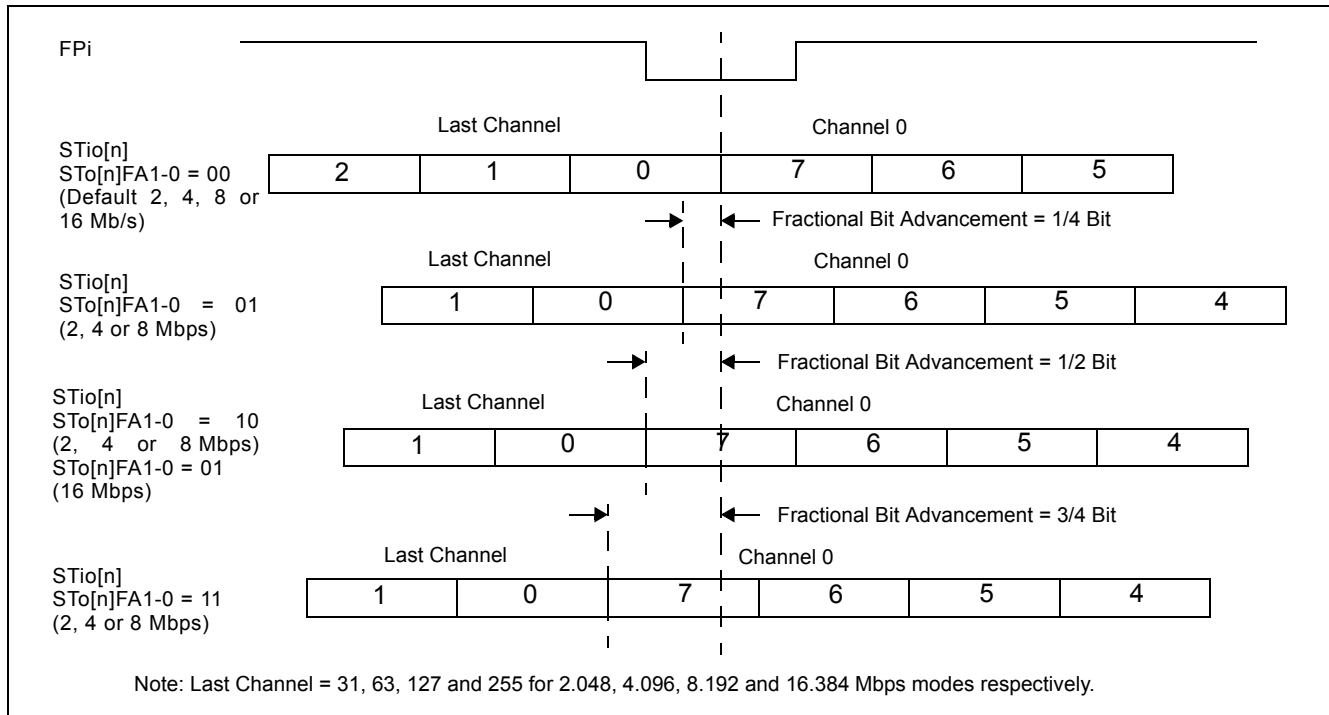 FPi
Last Channel
Channel 0
STio[n]
STo[n]FA1-0 = 00
(Default 2, 4, 8 or
16 Mb/s)
2 1 0 7 6 5
Fractional Bit Advancement = 1/4 Bit
Last Channel
Channel 0
STio[n]
STo[n]FA1-0 = 01
(2, 4 or 8 Mbps)
1 0 7 6 5 4
Fractional Bit Advancement = 1/2 Bit
Last Channel
Channel 0
STio[n]
STo[n]FA1-0 = 10
(2, 4 or 8 Mbps)
STo[n]FA1-0 = 01
(16 Mbps)
1 0 7 6 5 4
Fractional Bit Advancement = 3/4 Bit
Last Channel
Channel 0
STio[n]
STo[n]FA1-0 = 11
(2, 4 or 8 Mbps)
1 0 7 6 5 4
Note: Last Channel = 31, 63, 127 and 255 for 2.048, 4.096, 8.192 and 16.384 Mbps modes respectively.